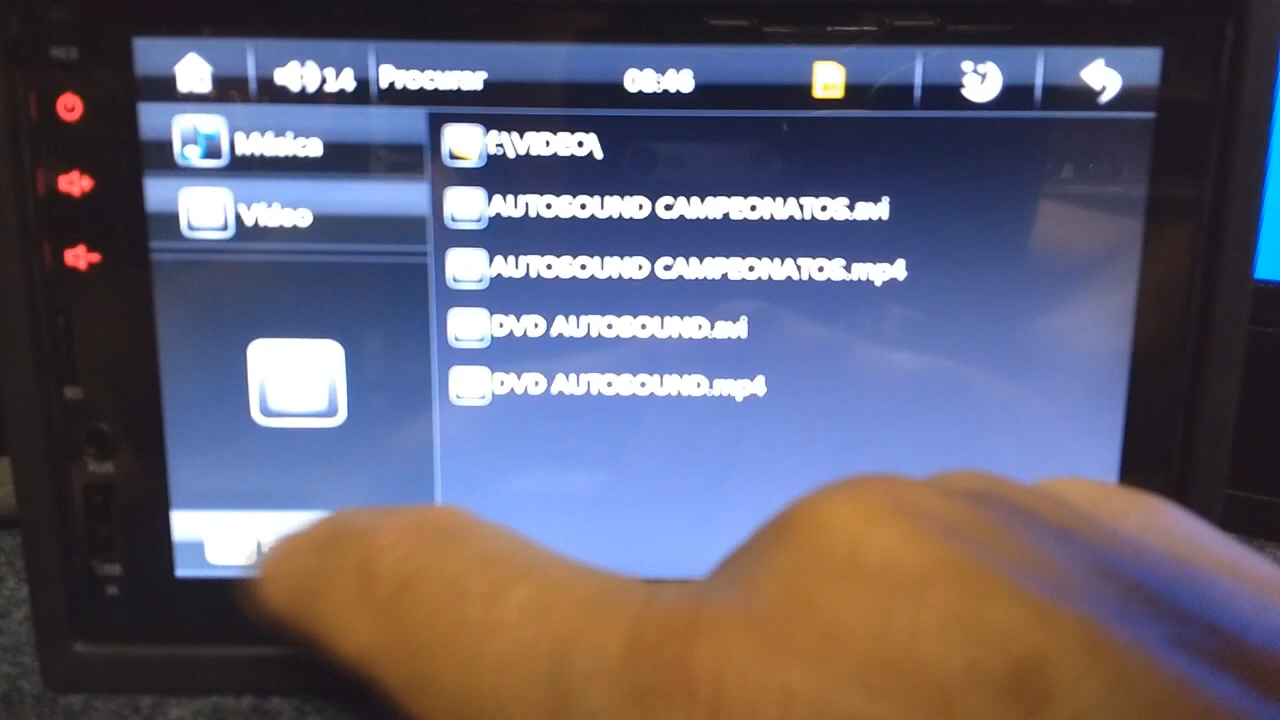 14 Procurar 08:46
Música
Vídeo
f:\VIDEO\
AUTOSOUND CAMPEONATOS.avi
AUTOSOUND CAMPEONATOS.mp4
DVD AUTOSOUND.avi
DVD AUTOSOUND.mp4